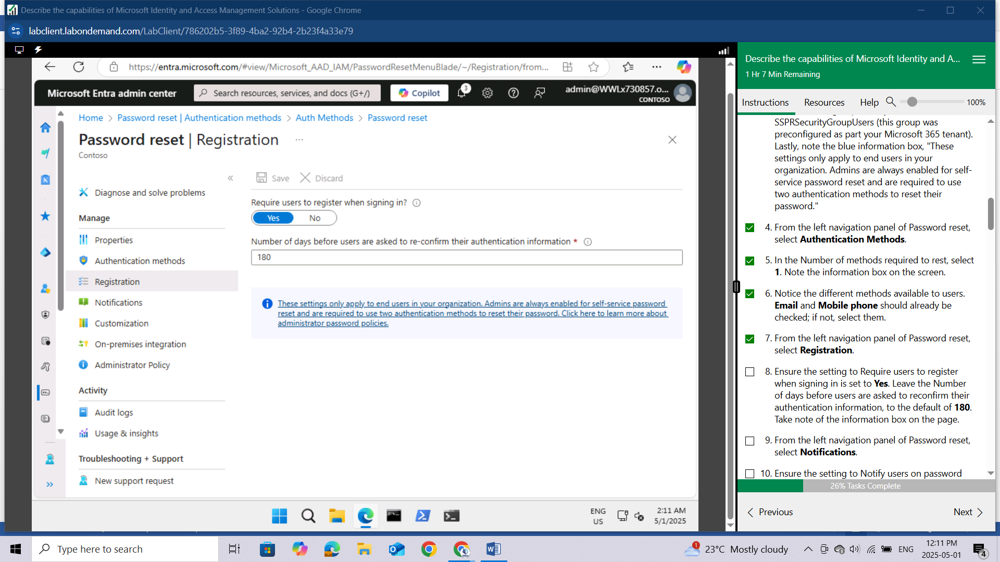 Describe the capabilities of Microsoft Identity and Access Management Solutions - Google Chrome
labclient.labondemand.com/LabClient/786202b5-3f89-4ba2-92b4-2b23f4a33e79
https://entra.microsoft.com/#view/Microsoft_AAD_IAM/PasswordResetMenuBlade/~/Registration/from...
Microsoft Entra admin center
Search resources, services, and docs (G+/)
Copilot
3
admin@WWLx730857.o...
CONTOSO
Home > Password reset | Authentication methods > Auth Methods > Password reset
Password reset | Registration ...
Contoso
Save
Discard
Diagnose and solve problems
Manage
Properties
Authentication methods
Registration
Notifications
Customization
On-premises integration
Administrator Policy
Activity
Audit logs
Usage & insights
Troubleshooting + Support
New support request
Require users to register when signing in?
Yes No
Number of days before users are asked to re-confirm their authentication information *
180
These settings only apply to end users in your organization. Admins are always enabled for self-service password
reset and are required to use two authentication methods to reset their password. Click here to learn more about
administrator password policies.
ENG
US
2:11 AM
5/1/2025
Describe the capabilities of Microsoft Identity and A...
1 Hr 7 Min Remaining
Instructions Resources Help 100%
SSPRSecurityGroupUsers (this group was
preconfigured as part your Microsoft 365 tenant).
Lastly, note the blue information box, "These
settings only apply to end users in your
organization. Admins are always enabled for self-
service password reset and are required to use
two authentication methods to reset their
password."
4. From the left navigation panel of Password reset,
select Authentication Methods.
5. In the Number of methods required to rest, select
1. Note the information box on the screen.
6. Notice the different methods available to users.
Email and Mobile phone should already be
checked; if not, select them.
7. From the left navigation panel of Password reset,
select Registration.
8. Ensure the setting to Require users to register
when signing in is set to Yes. Leave the Number
of days before users are asked to reconfirm their
authentication information, to the default of 180.
Take note of the information box on the page.
9. From the left navigation panel of Password reset,
select Notifications.
10. Ensure the setting to Notify users on password
26% Tasks Complete
Previous
Next
Type here to search
1
23°C Mostly cloudy
ENG
12:11 PM
2025-05-01
4